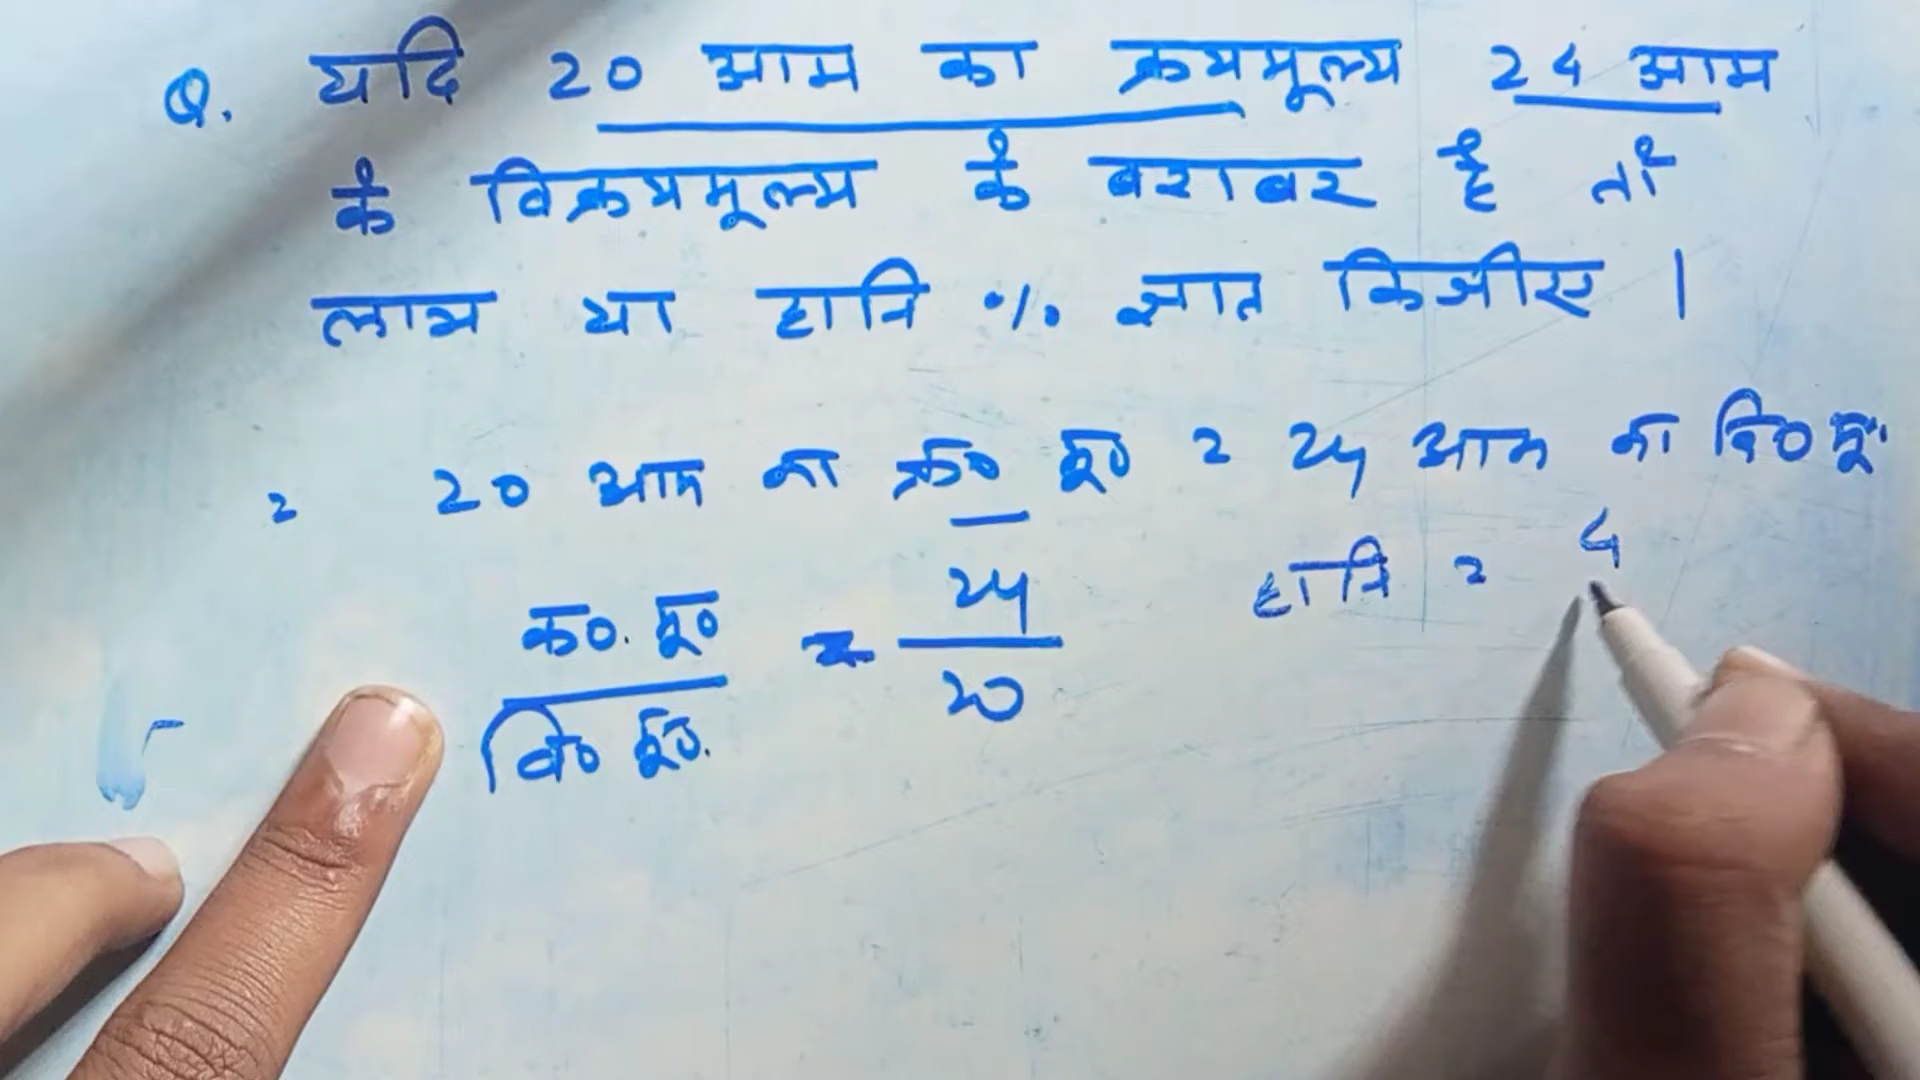 Q. यदि 20 आम का क्रयमूल्य 24 आम
के विक्रयमूल्य के बराबर है तो
लाभ या हानि % ज्ञात किजीए ।
= 20 आम का क्र० मू० = 24 आम का वि० मू०
क्र०. मू० = 24
वि० मू०. 20
हानि = 4